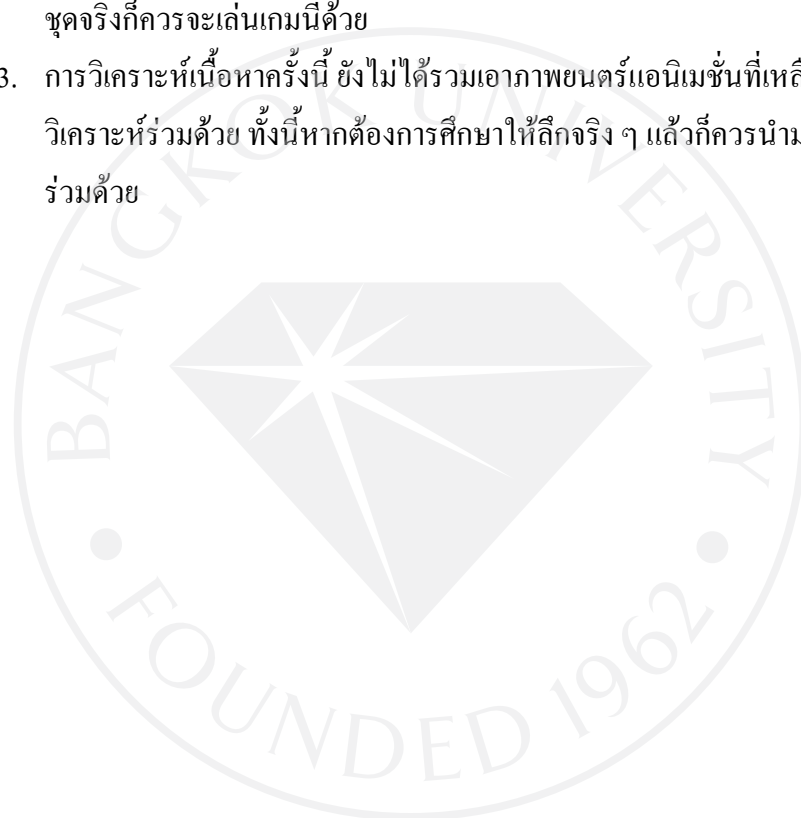 ชุดจริงก็ควรจะเล่นเกมนี้ด้วย
3. การวิเคราะห์เนื้อหาครั้งนี้ ยังไม่ได้รวมเอาภาพยนตร์แอนิเมชั่นที่เหลื
วิเคราะห์ร่วมด้วย ทั้งนี้หากต้องการศึกษาให้ลึกจริง ๆ แล้วก็ควรนำม
ร่วมด้วย
BANGKOK UNIVERSITY
FOUNDED 1962